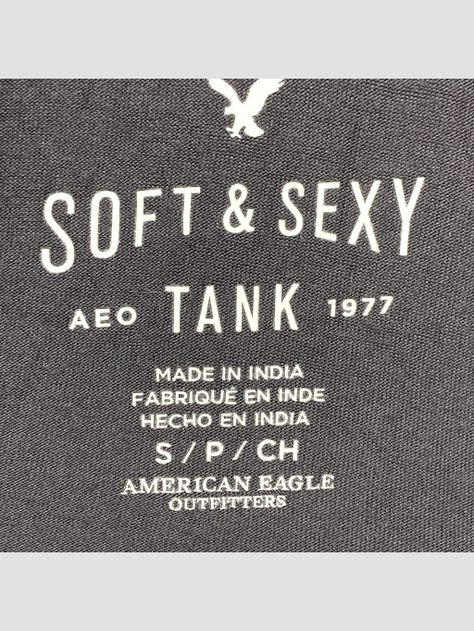 SOFT & SEXY
AEO TANK 1977
MADE IN INDIA
FABRIQUÉ EN INDE
HECHO EN INDIA
S / P / CH
AMERICAN EAGLE
OUTFITTERS